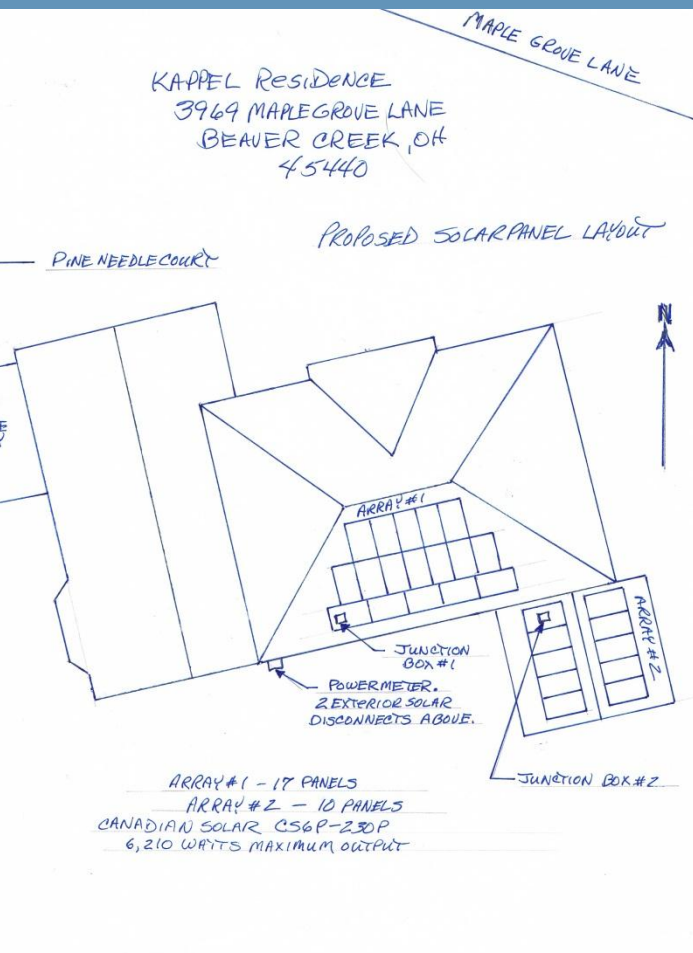 MAPLE GROVE LANE
KAPPEL RESIDENCE
3969 MAPLEGROVE LANE
BEAVER CREEK, OH
45440
PROPOSED SOLAR PANEL LAYOUT
PINE NEEDLE COURT
N
ARRAY #1
ARRAY #2
JUNCTION
BOX #1
POWERMETER.
2 EXTERIOR SOLAR
DISCONNECTS ABOVE.
JUNCTION BOX #2
ARRAY #1 - 17 PANELS
ARRAY #2 - 10 PANELS
CANADIAN SOLAR CS6P-230P
6,210 WATTS MAXIMUM OUTPUT